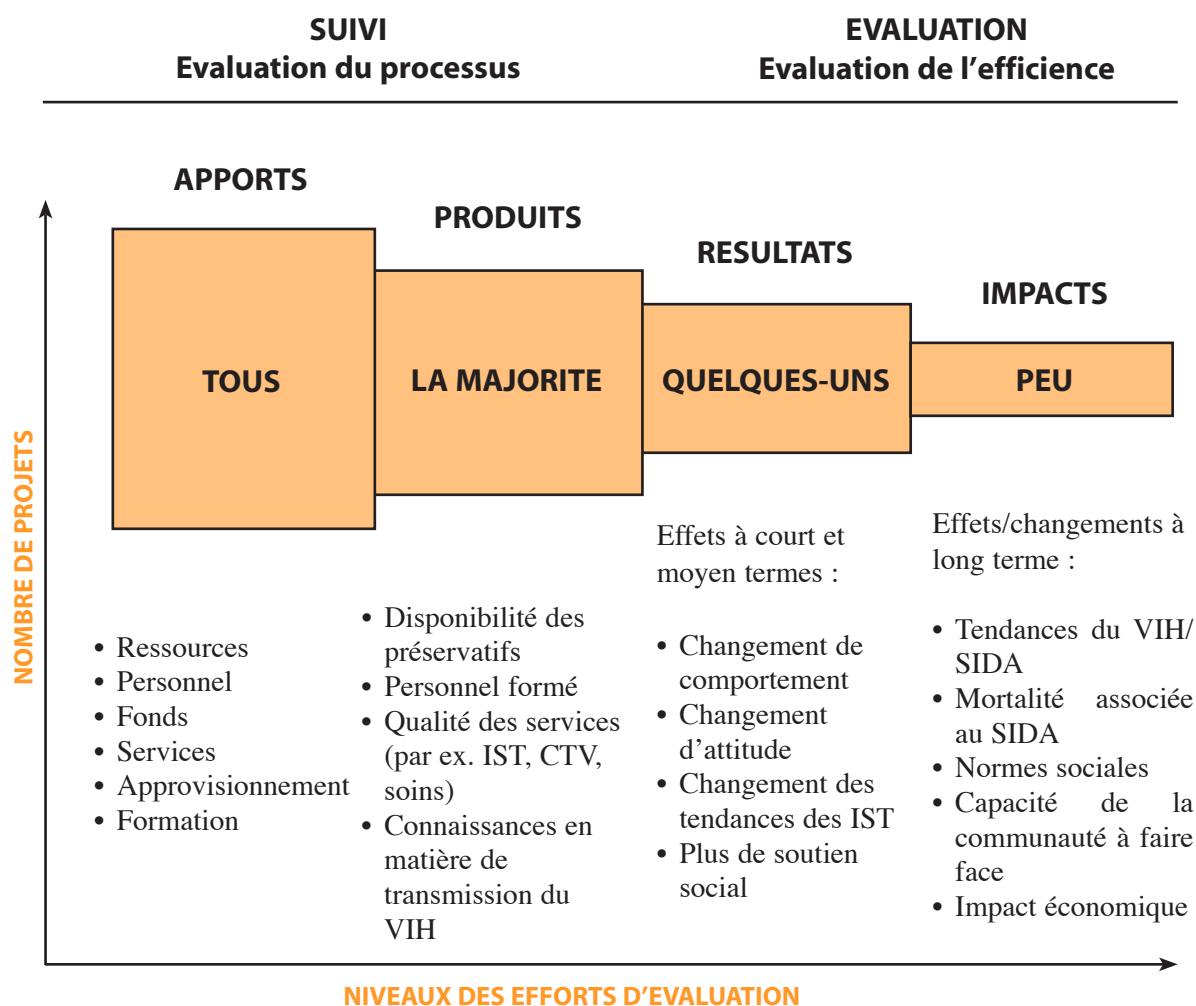 SUIVI
Evaluation du processus
EVALUATION
Evaluation de l'efficience
APPORTS
PRODUITS
RESULTATS
IMPACTS
TOUS
LA MAJORITE
QUELQUES-UNS
PEU
NOMBRE DE PROJETS
• Ressources
• Personnel
• Fonds
• Services
• Approvisionnement
• Formation
• Disponibilité des
préservatifs
• Personnel formé
• Qualité des services
(par ex. IST, CTV,
soins)
• Connaissances en
matière de
transmission du
VIH
Effets à court et
moyen termes :
• Changement de
comportement
• Changement
d'attitude
• Changement des
tendances des IST
• Plus de soutien
social
Effets/changements à
long terme :
• Tendances du VIH/
SIDA
• Mortalité associée
au SIDA
• Normes sociales
• Capacité de la
communauté à faire
face
• Impact économique
NIVEAUX DES EFFORTS D'EVALUATION